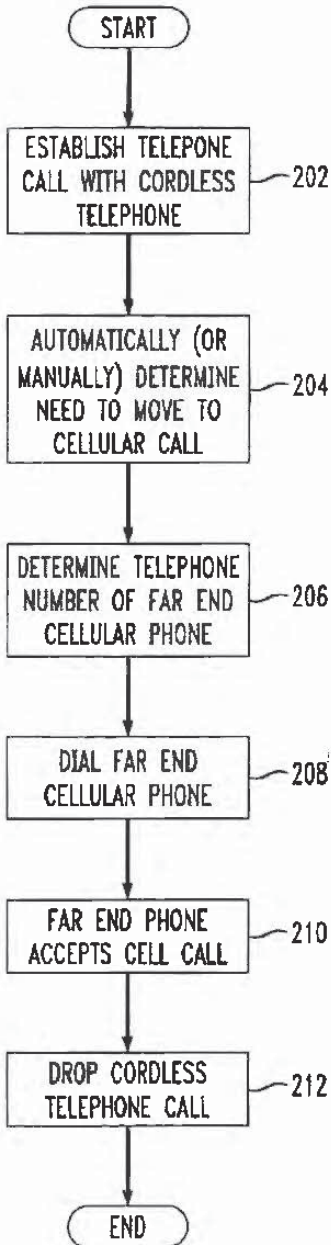 START
ESTABLISH TELEPONE
CALL WITH CORDLESS
TELEPHONE
202
AUTOMATICALLY (OR
MANUALLY) DETERMINE
NEED TO MOVE TO
CELLULAR CALL
204
DETERMINE TELEPHONE
NUMBER OF FAR END
CELLULAR PHONE
206
DIAL FAR END
CELLULAR PHONE
208
FAR END PHONE
ACCEPTS CELL CALL
210
DROP CORDLESS
TELEPHONE CALL
212
END